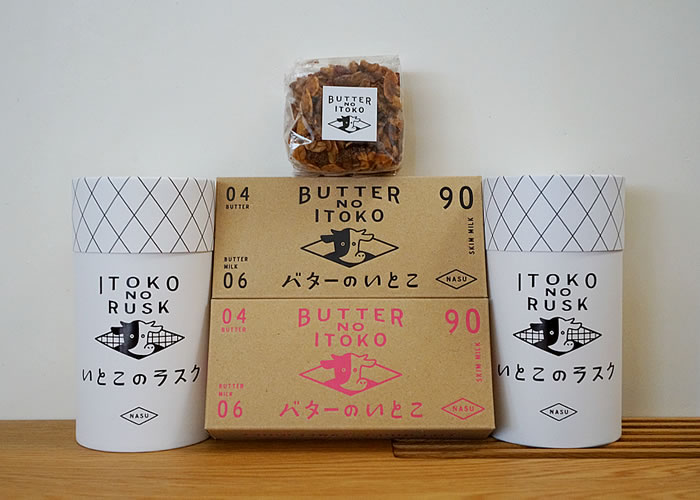 BUTTER
NO
ITOKO
04
BUTTER
BUTTER
NO
ITOKO
90
SKIM MILK
BUTTER
MILK
06
バターのいとこ
NASU
04
BUTTER
BUTTER
NO
ITOKO
90
SKIM MILK
BUTTER
MILK
06
バターのいとこ
NASU
ITOKO
NO
RUSK
いとこのラスク
NASU
ITOKO
NO
RUSK
いとこのラスク
NASU